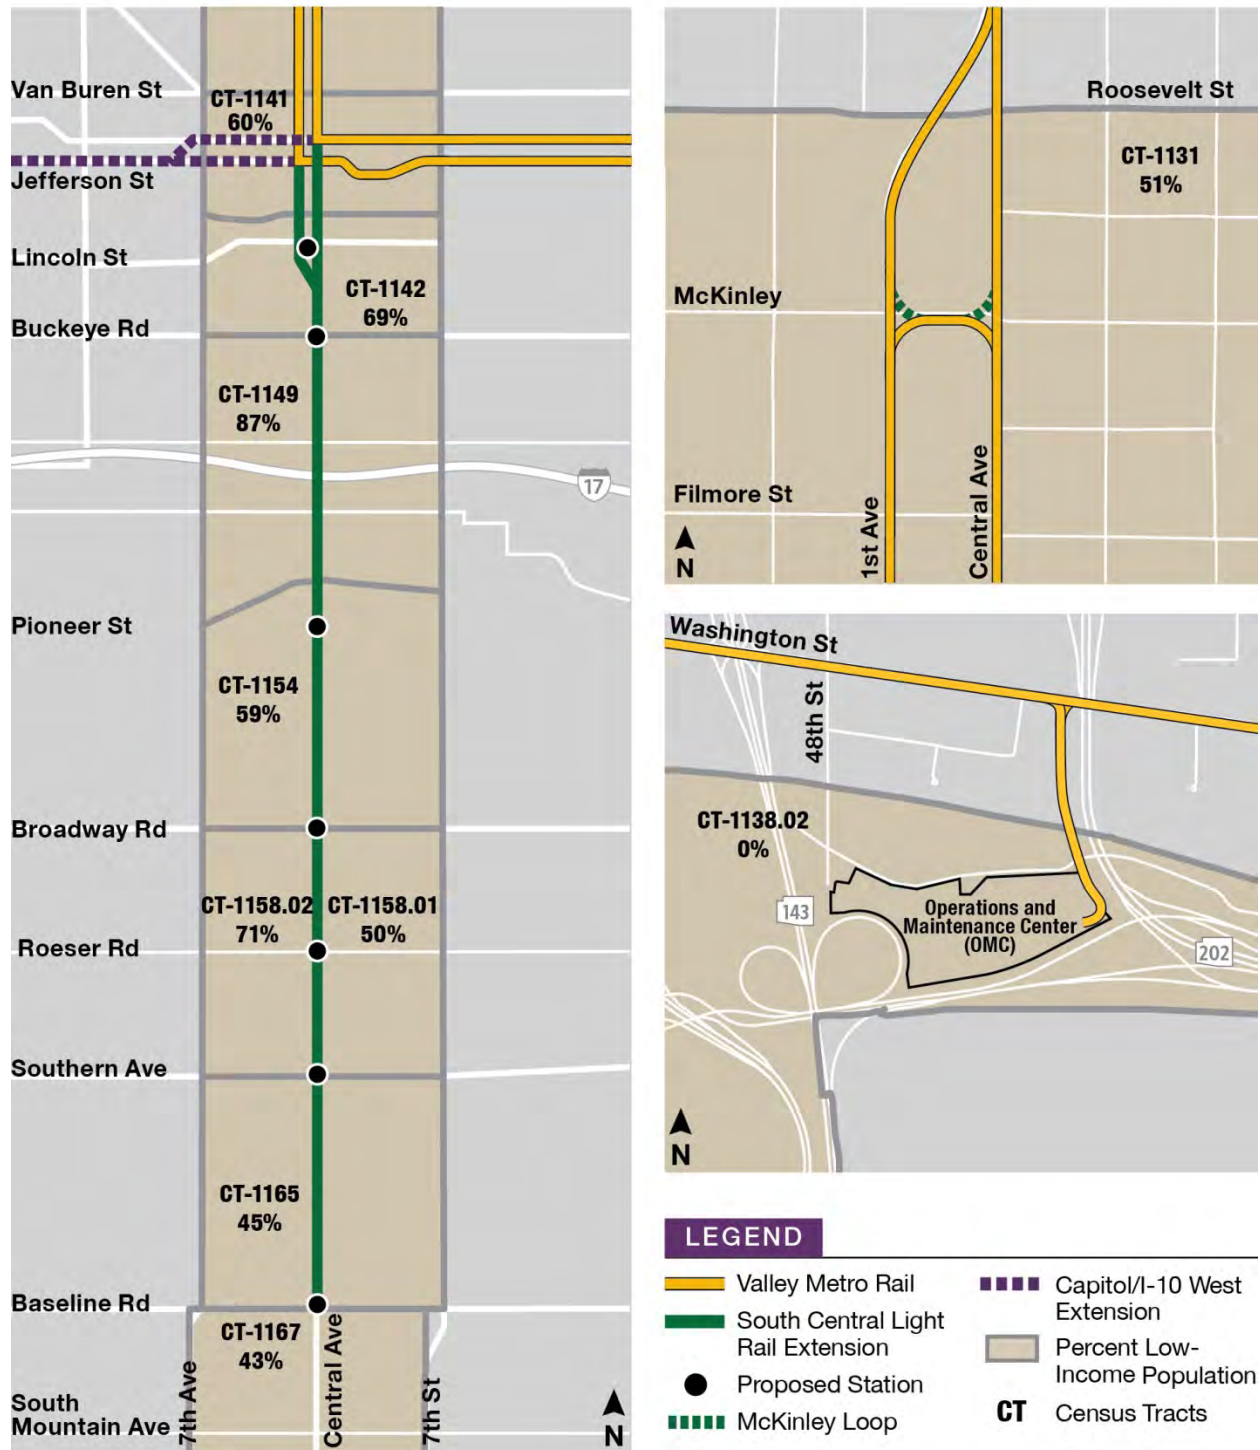 Van Buren St
CT-1141
60%
Jefferson St
Lincoln St
CT-1142
69%
Buckeye Rd
CT-1149
87%
17
Pioneer St
CT-1154
59%
Broadway Rd
CT-1158.02
71%
CT-1158.01
50%
Roeser Rd
Southern Ave
CT-1165
45%
Baseline Rd
CT-1167
43%
7th Ave
Central Ave
7th St
South
Mountain Ave
N
Roosevelt St
CT-1131
51%
McKinley
Filmore St
1st Ave
Central Ave
N
Washington St
48th St
CT-1138.02
0%
143
Operations and
Maintenance Center
(OMC)
202
N
LEGEND
Valley Metro Rail
South Central Light
Rail Extension
Proposed Station
McKinley Loop
Capitol/I-10 West
Extension
Percent Low-
Income Population
CT Census Tracts